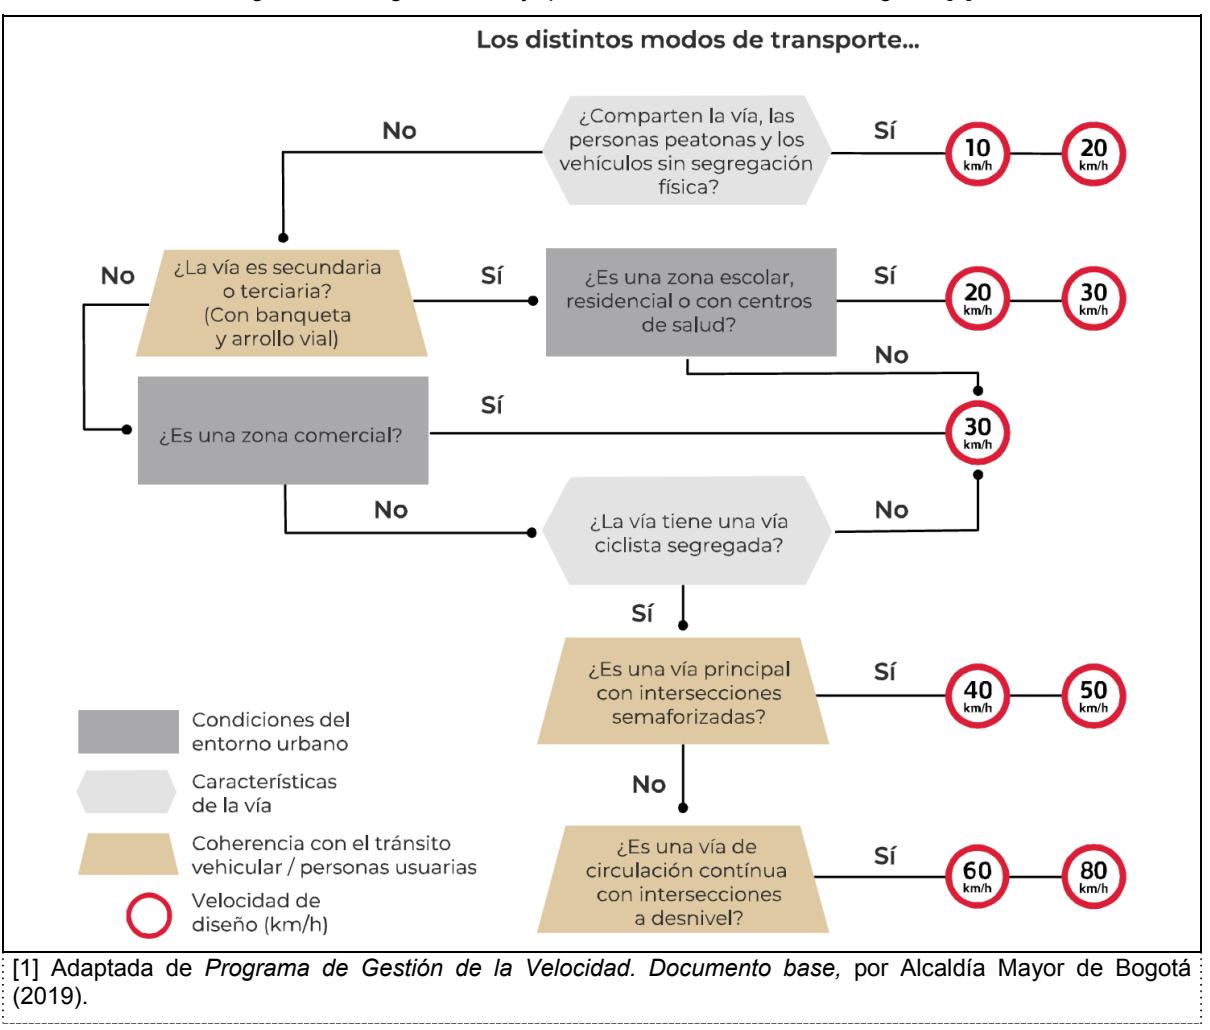 Los distintos modos de transporte...
¿Comparten la vía, las
personas peatonas y los
vehículos sin segregación
física?
No
Sí
10
km/h
20
km/h
¿La vía es secundaria
o terciaria?
(Con banqueta
y arrollo vial)
No
Sí
¿Es una zona escolar,
residencial o con centros
de salud?
Sí
20
km/h
30
km/h
No
¿Es una zona comercial?
Sí
30
km/h
No
¿La vía tiene una vía
ciclista segregada?
No
Sí
¿Es una vía principal
con intersecciones
semaforizadas?
Sí
40
km/h
50
km/h
No
¿Es una vía de
circulación contínua
con intersecciones
a desnivel?
Sí
60
km/h
80
km/h
Condiciones del
entorno urbano
Características
de la vía
Coherencia con el tránsito
vehicular / personas usuarias
Velocidad de
diseño (km/h)
[1] Adaptada de Programa de Gestión de la Velocidad. Documento base, por Alcaldía Mayor de Bogotá
(2019).